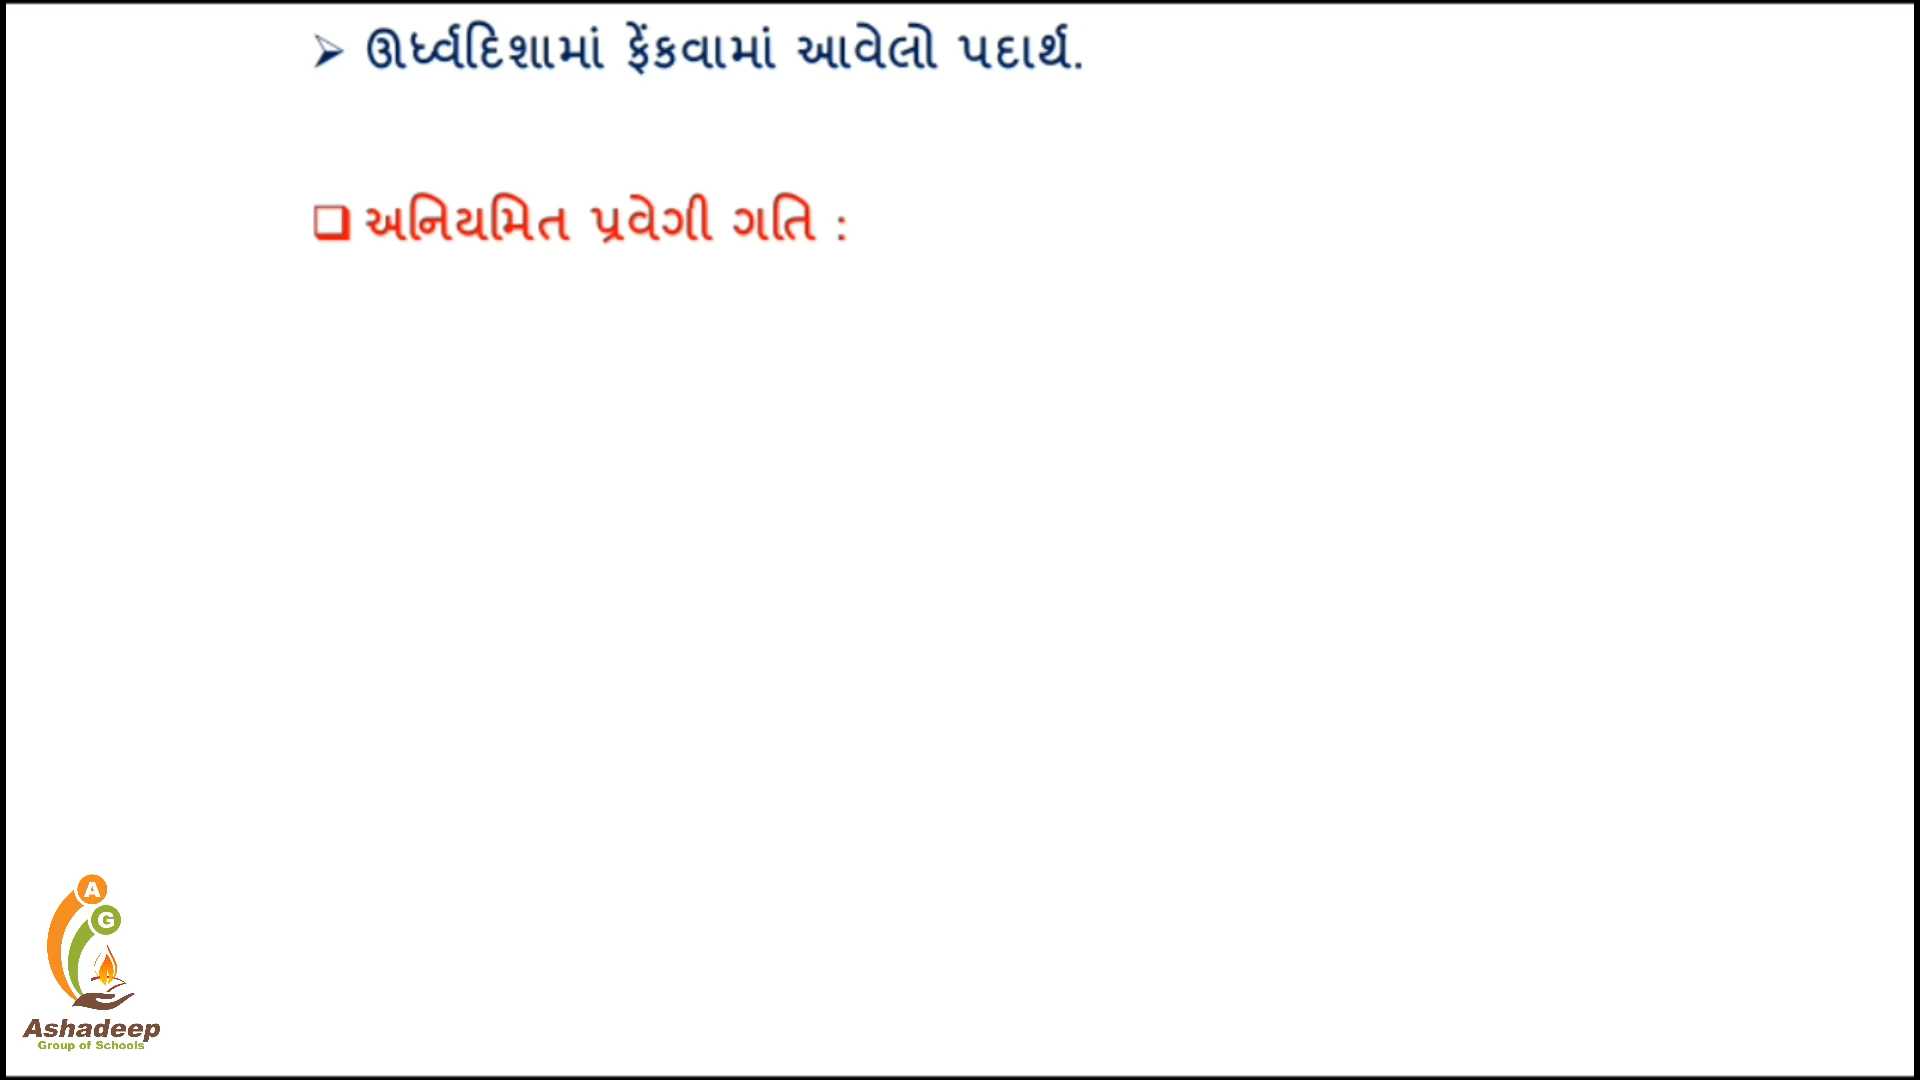 ➢ ઊર્ધ્વદિશામાં ફેંકવામાં આવેલો પદાર્થ.
❑ અનિયમિત પ્રવેગી ગતિ :
A
G
Ashadeep
Group of Schools